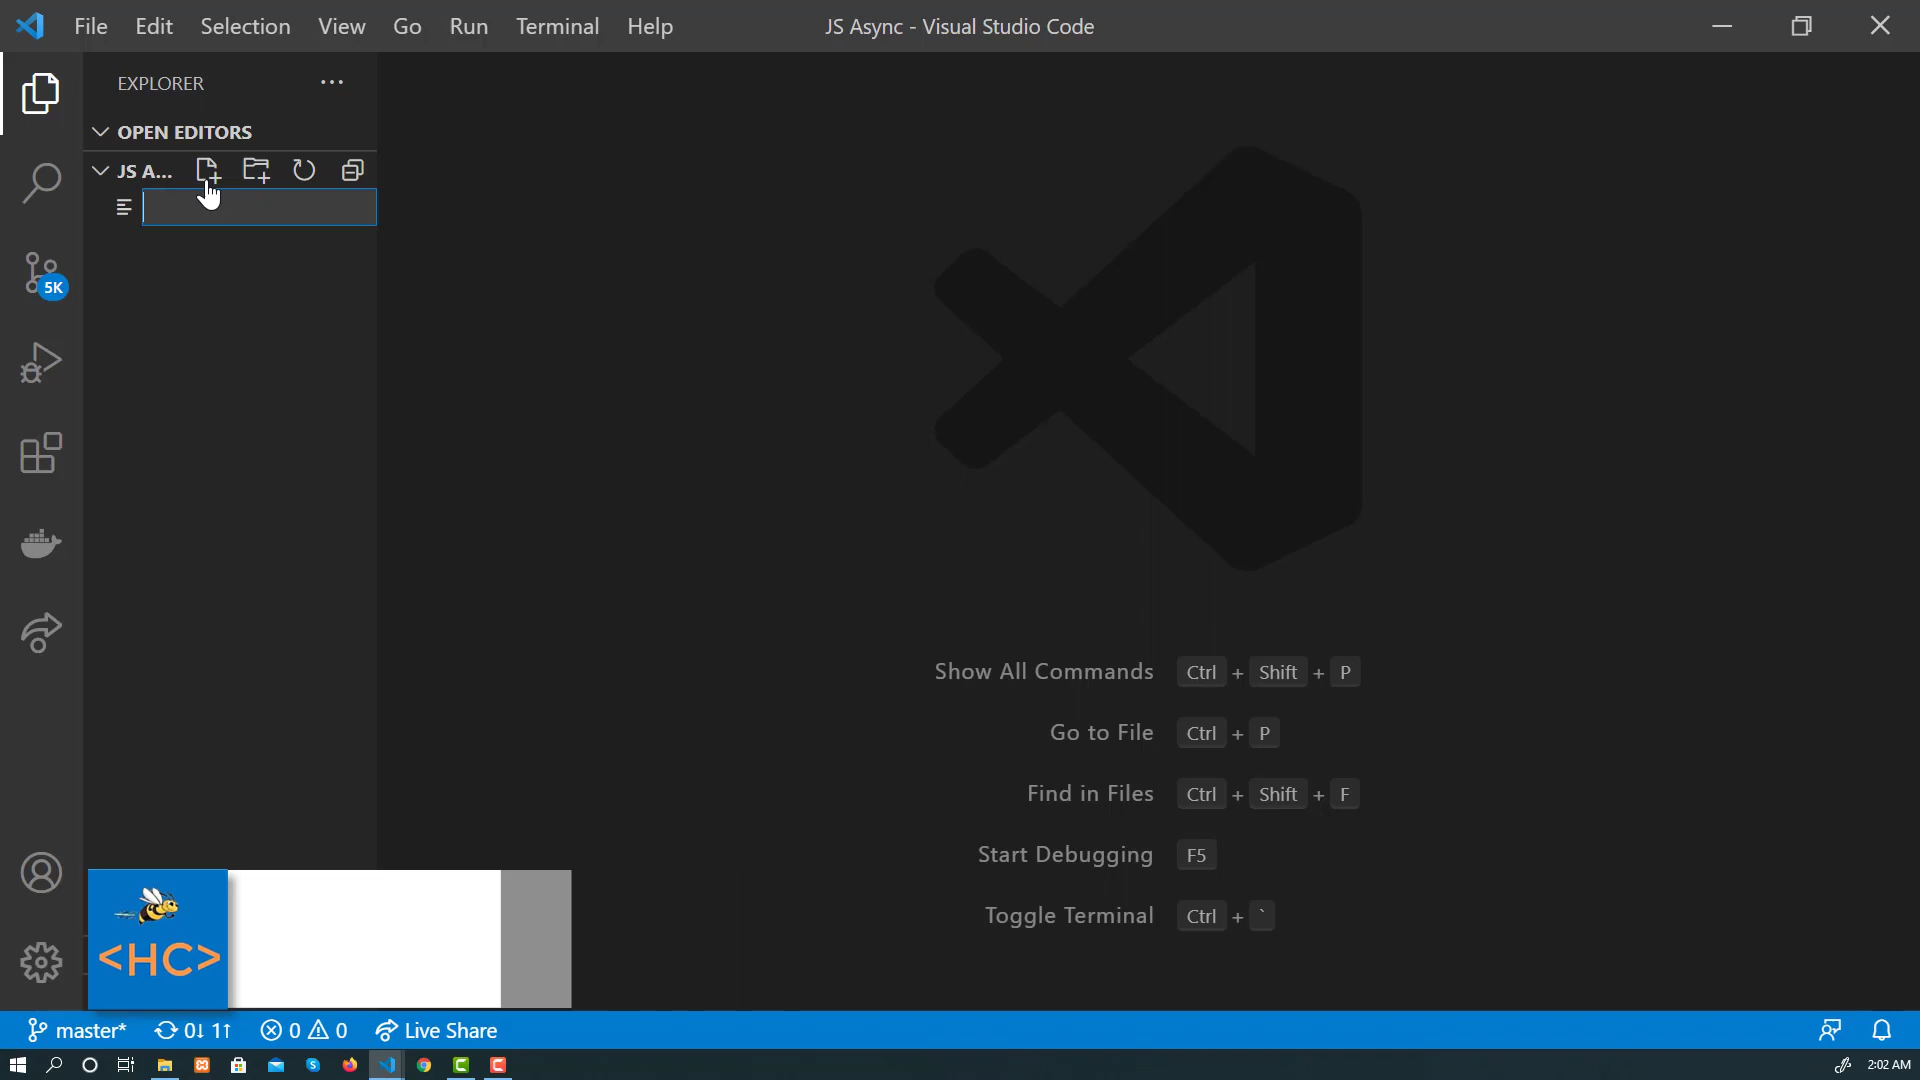 File Edit Selection View Go Run Terminal Help
JS Async - Visual Studio Code
EXPLORER ...
OPEN EDITORS
JS A...
5K
Show All Commands Ctrl + Shift + P
Go to File Ctrl + P
Find in Files Ctrl + Shift + F
Start Debugging F5
Toggle Terminal Ctrl + `
<HC>
master* 0↓ 1↑ 0 0 Live Share
2:02 AM